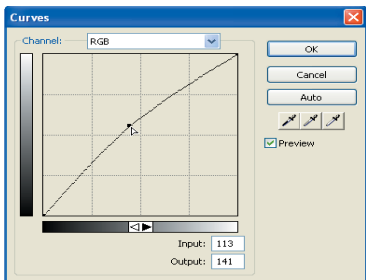 Curves
Channel: RGB
OK
Cancel
Auto
Preview
Input: 113
Output: 141